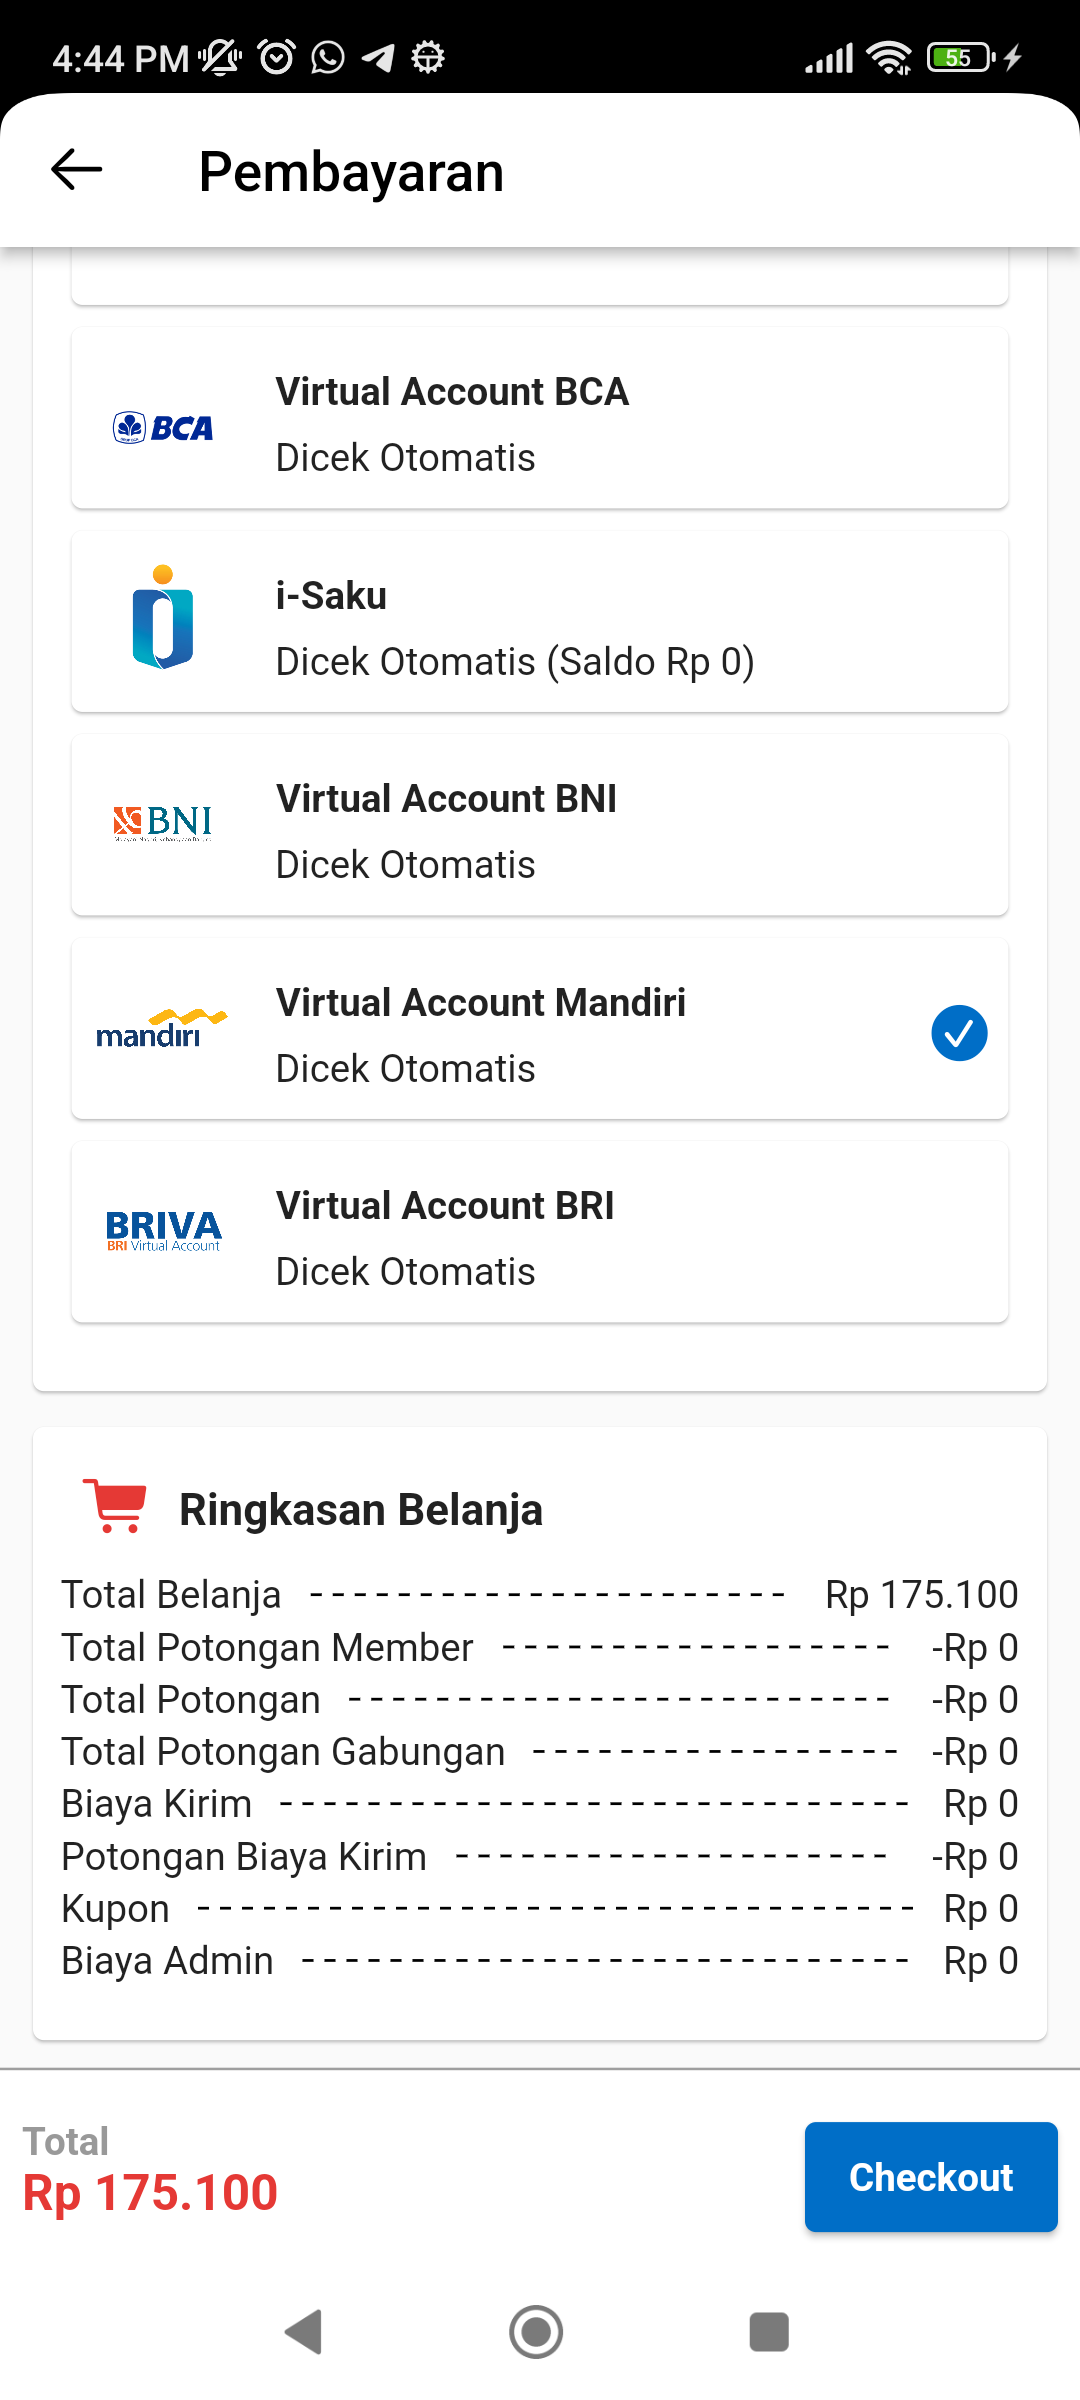 4:44 PM
55
Pembayaran
Virtual Account BCA
BCA
Dicek Otomatis
i-Saku
Dicek Otomatis (Saldo Rp 0)
Virtual Account BNI
BNI
Dicek Otomatis
Virtual Account Mandiri
mandiri
Dicek Otomatis
Virtual Account BRI
BRIVA
BRI Virtual Account
Dicek Otomatis
Ringkasan Belanja
Total Belanja ---------------------- Rp 175.100
Total Potongan Member ------------------ -Rp 0
Total Potongan ------------------------- -Rp 0
Total Potongan Gabungan ----------------- -Rp 0
Biaya Kirim ----------------------------- Rp 0
Potongan Biaya Kirim -------------------- -Rp 0
Kupon --------------------------------- Rp 0
Biaya Admin ---------------------------- Rp 0
Total
Rp 175.100
Checkout